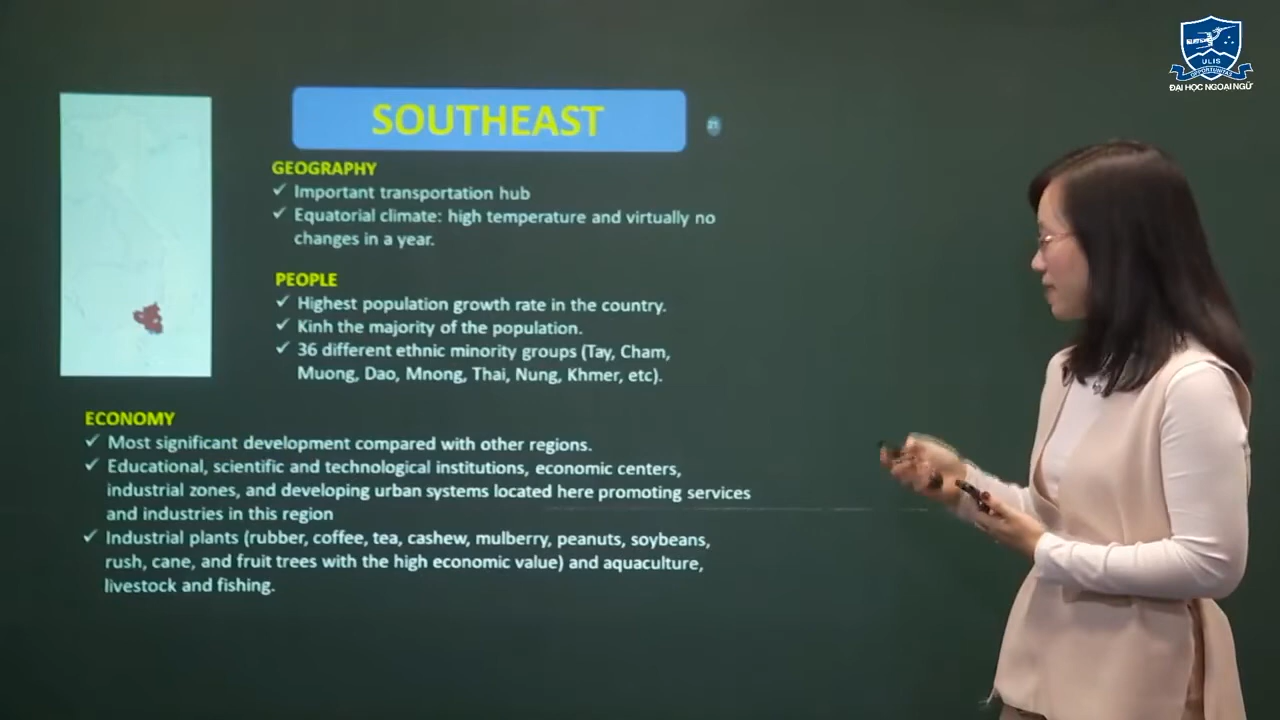 SOUTHEAST
21
GEOGRAPHY
✓ Important transportation hub
✓ Equatorial climate: high temperature and virtually no
changes in a year.
PEOPLE
✓ Highest population growth rate in the country.
✓ Kinh the majority of the population.
✓ 36 different ethnic minority groups (Tay, Cham,
Muong, Dao, Mnong, Thai, Nung, Khmer, etc).
ECONOMY
✓ Most significant development compared with other regions.
✓ Educational, scientific and technological institutions, economic centers,
industrial zones, and developing urban systems located here promoting services
and industries in this region
✓ Industrial plants (rubber, coffee, tea, cashew, mulberry, peanuts, soybeans,
rush, cane, and fruit trees with the high economic value) and aquaculture,
livestock and fishing.
ULIS
ĐẠI HỌC NGOẠI NGỮ